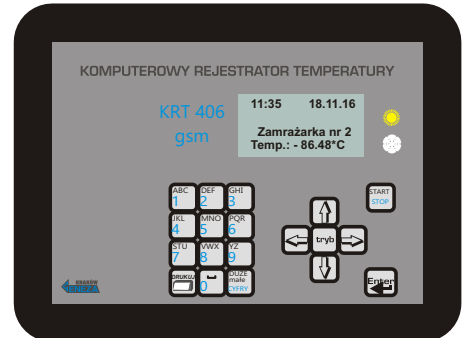 KOMPUTEROWY REJESTRATOR TEMPERATURY
KRT 406
gsm
11:35 18.11.16
Zamrażarka nr 2
Temp.: - 86.48*C
ABC DEF GHI
1 2 3
START
STOP
JKL MNO PQR
4 5 6
tryb
STU VWX YZ
7 8 9
DRUKUJ 0 DUŻE
małe
CYFRY
Enter
KRAKÓW